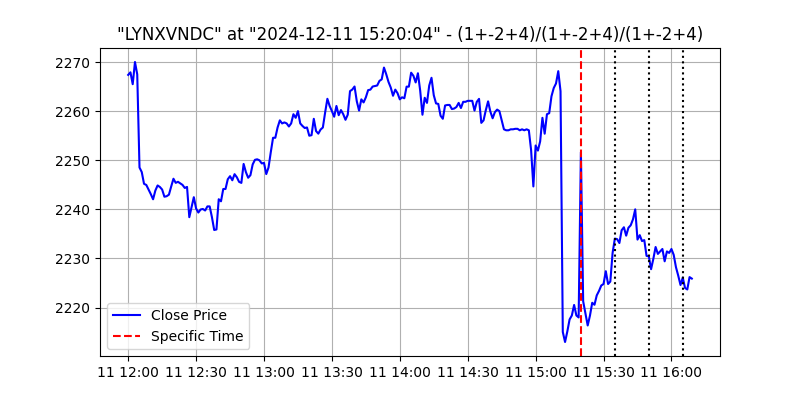 "LYNXVNDC" at "2024-12-11 15:20:04" - (1+-2+4)/(1+-2+4)/(1+-2+4)
2270
2260
2250
2240
2230
2220
Close Price
Specific Time
11 12:00 11 12:30 11 13:00 11 13:30 11 14:00 11 14:30 11 15:00 11 15:30 11 16:00